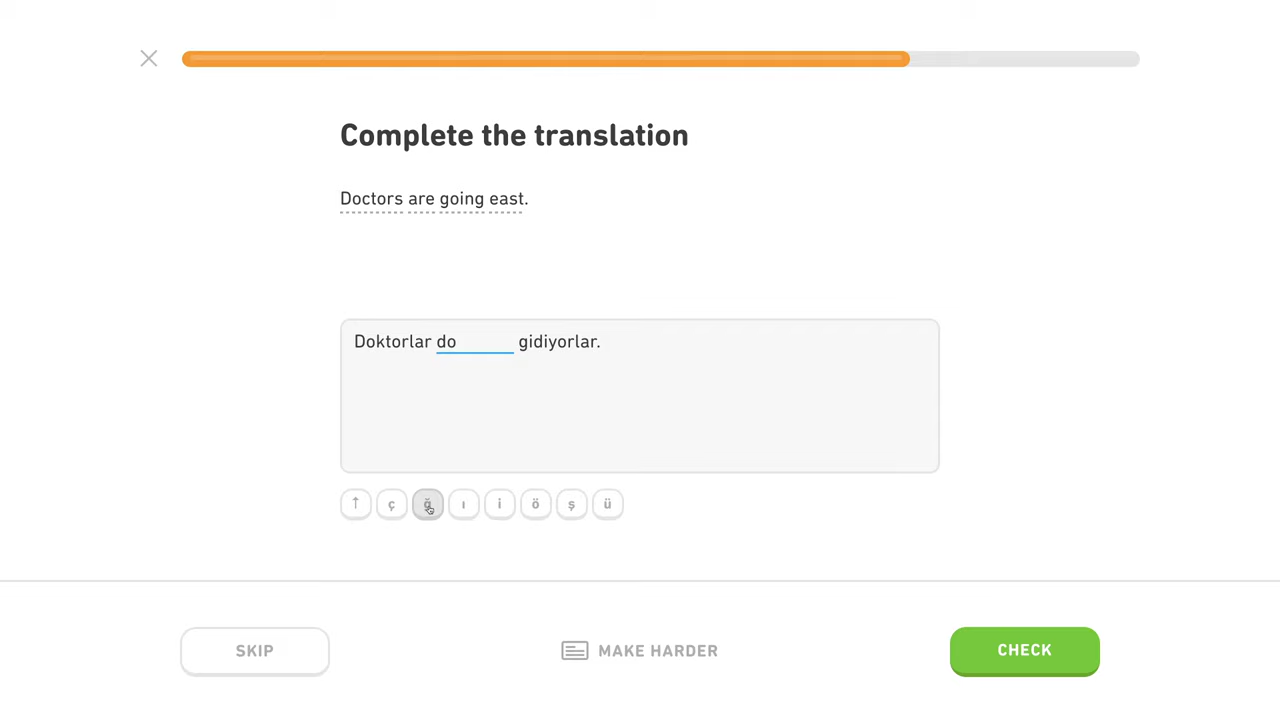 Complete the translation
Doctors are going east.
Doktorlar do gidiyorlar.
↑ ç ğ ı i ö ş ü
SKIP
MAKE HARDER
CHECK